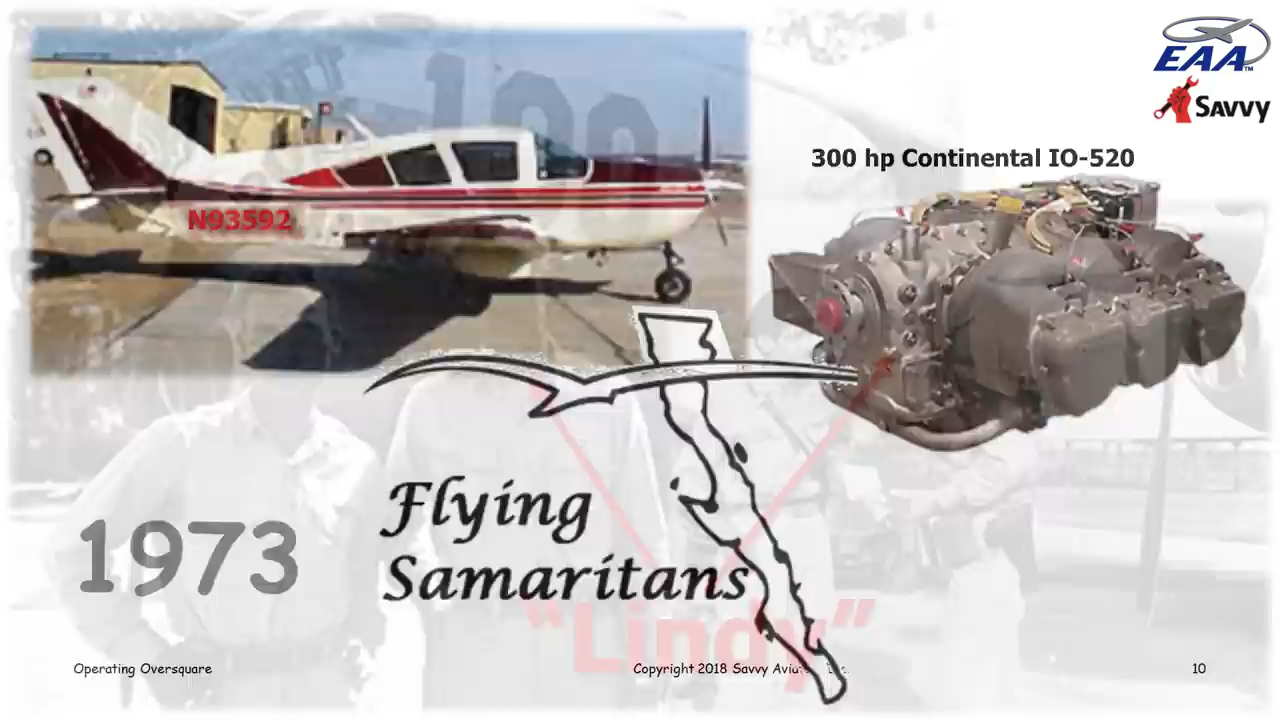 EAA
SAVVY
300 hp Continental IO-520
N93592
Flying
Samaritans
1973
"Lindy"
Operating Oversquare
Copyright 2018 Savvy
10